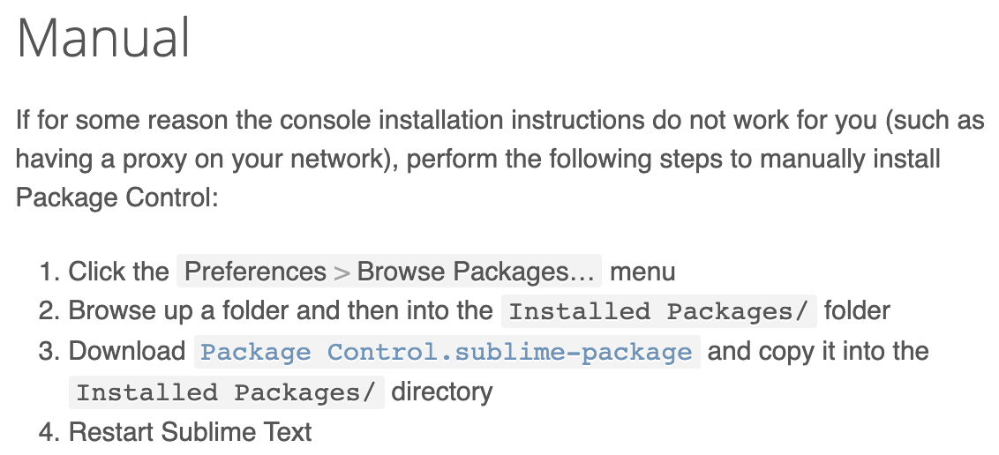 Manual
If for some reason the console installation instructions do not work for you (such as
having a proxy on your network), perform the following steps to manually install
Package Control:
1. Click the Preferences > Browse Packages… menu
2. Browse up a folder and then into the Installed Packages/ folder
3. Download Package Control.sublime-package and copy it into the
Installed Packages/ directory
4. Restart Sublime Text